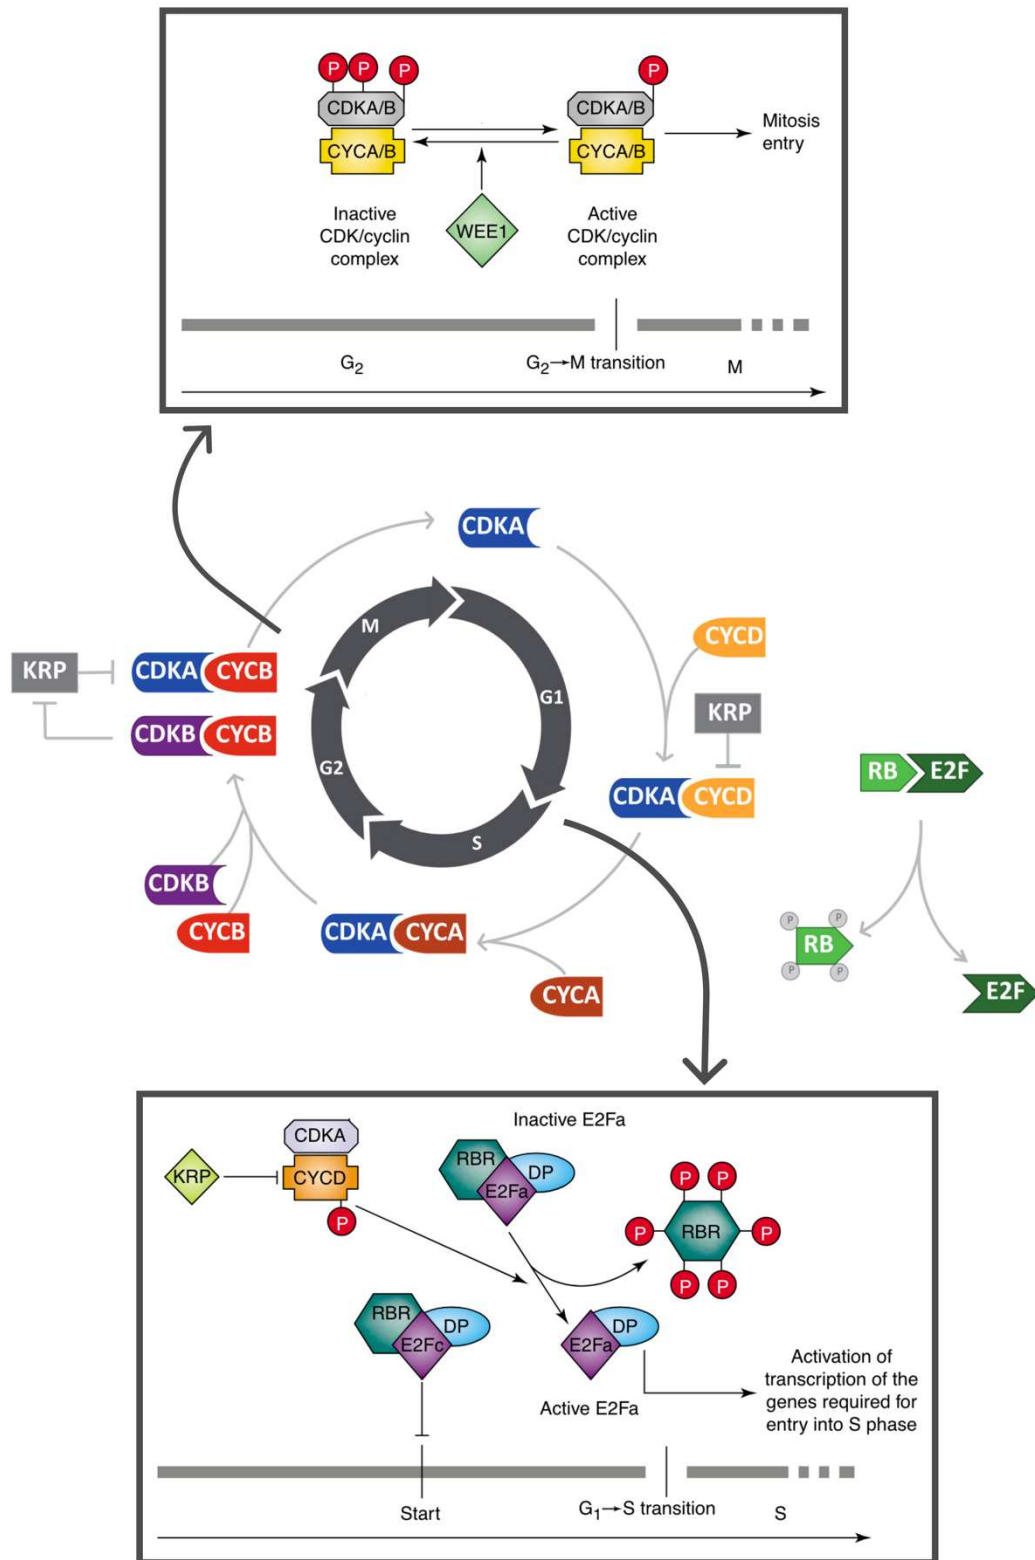 P
P
P
CDKA/B
CYCA/B
P
CDKA/B
CYCA/B
Mitosis
entry
WEE1
Inactive
CDK/cyclin
complex
Active
CDK/cyclin
complex
G2
G2→M transition
M
CDKA
M
G1
G2
S
CYCD
KRP
CDKA CYCD
KRP
CDKA CYCB
CDKB CYCB
CDKB
CYCB
CDKA CYCA
CYCA
RB E2F
P
P
RB
P
P
E2F
Inactive E2Fa
KRP
CDKA
CYCD
P
RBR
DP
E2Fa
P
P
P
RBR
P
P
P
RBR
DP
E2Fc
DP
E2Fa
Active E2Fa
Activation of
transcription of the
genes required for
entry into S phase
Start
G1→S transition
S